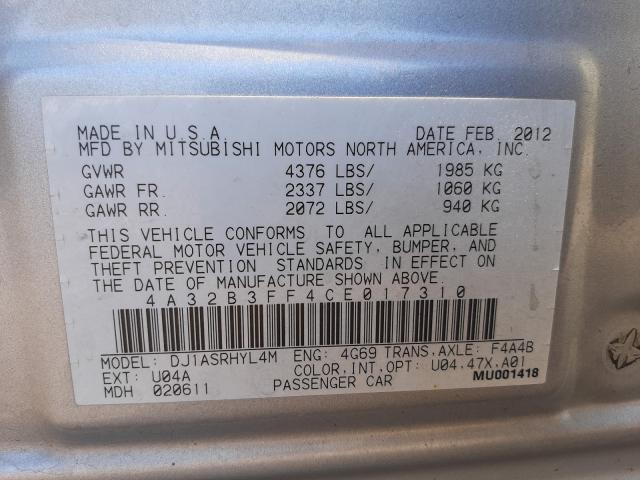 MADE IN U.S.A DATE FEB. 2012
MFD BY MITSUBISHI MOTORS NORTH AMERICA, INC.
GVWR 4376 LBS/ 1985 KG
GAWR FR. 2337 LBS/ 1060 KG
GAWR RR. 2072 LBS/ 940 KG
THIS VEHICLE CONFORMS TO ALL APPLICABLE
FEDERAL MOTOR VEHICLE SAFETY, BUMPER, AND
THEFT PREVENTION STANDARDS IN EFFECT ON
THE DATE OF MANUFACTURE SHOWN ABOVE.
4A32B3FF4CE017310
MODEL: DJ1ASRHYL4M ENG: 4G69 TRANS,AXLE: F4A4B
EXT: U04A COLOR,INT,OPT: U04,47X,A01
MDH 020611 PASSENGER CAR MU001418